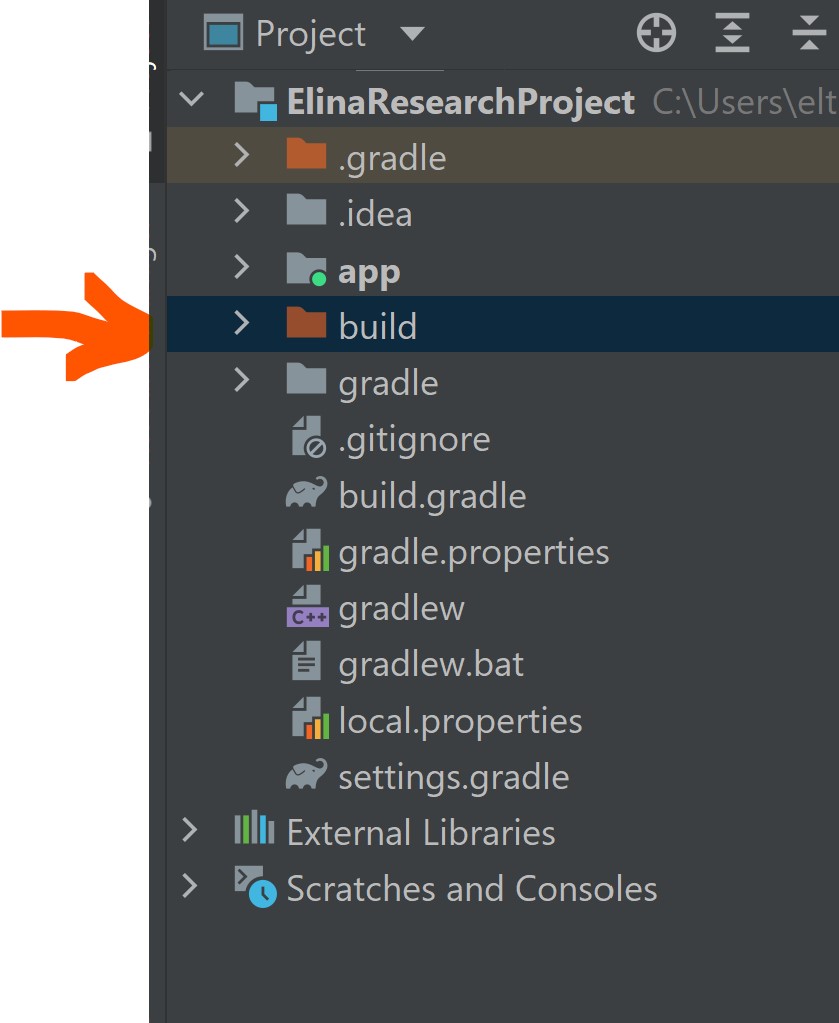 Project
ElinaResearchProject C:\Users\elt
.gradle
.idea
app
build
gradle
.gitignore
build.gradle
gradle.properties
C++ gradlew
gradlew.bat
local.properties
settings.gradle
External Libraries
Scratches and Consoles